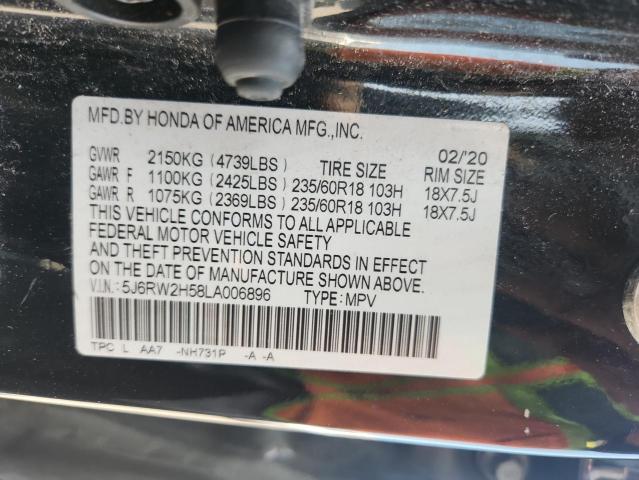 MFD.BY HONDA OF AMERICA MFG.,INC. 02/'20
GVWR 2150KG (4739LBS) TIRE SIZE RIM SIZE
GAWR F 1100KG (2425LBS) 235/60R18 103H 18X7.5J
GAWR R 1075KG (2369LBS) 235/60R18 103H 18X7.5J
THIS VEHICLE CONFORMS TO ALL APPLICABLE
FEDERAL MOTOR VEHICLE SAFETY
AND THEFT PREVENTION STANDARDS IN EFFECT
ON THE DATE OF MANUFACTURE SHOWN ABOVE.
V.I.N.:5J6RW2H58LA006896 TYPE:MPV
TPC L AA7 -NH731P -A -A